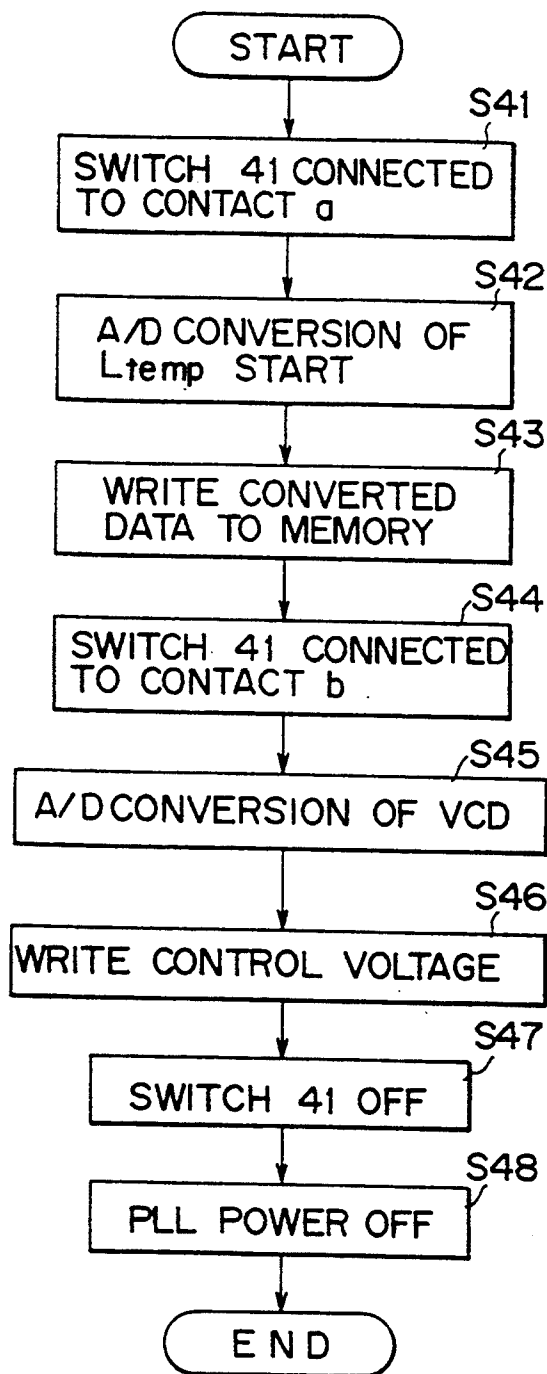 START
S41
SWITCH 41 CONNECTED
TO CONTACT a
S42
A/D CONVERSION OF
Ltemp START
S43
WRITE CONVERTED
DATA TO MEMORY
S44
SWITCH 41 CONNECTED
TO CONTACT b
S45
A/D CONVERSION OF VCD
S46
WRITE CONTROL VOLTAGE
S47
SWITCH 41 OFF
S48
PLL POWER OFF
END